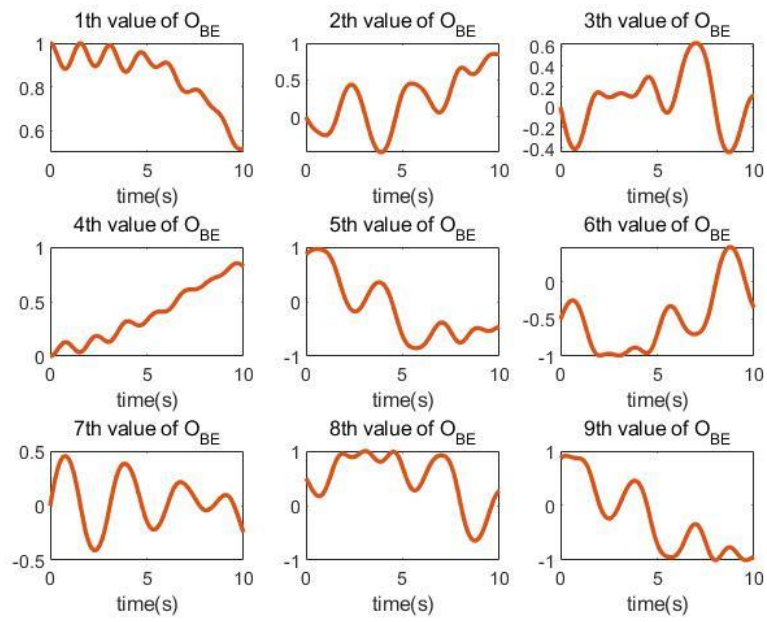 1th value of O_BE 2th value of O_BE 3th value of O_BE
1 0.8 0.6
0 5 10
time(s)
1 0.5 0
0 5 10
time(s)
0.6 0.4 0.2 0 -0.2 -0.4
0 5 10
time(s)
4th value of O_BE 5th value of O_BE 6th value of O_BE
1 0.5 0
0 5 10
time(s)
1 0 -1
0 5 10
time(s)
0 -0.5 -1
0 5 10
time(s)
7th value of O_BE 8th value of O_BE 9th value of O_BE
0.5 0 -0.5
0 5 10
time(s)
1 0 -1
0 5 10
time(s)
1 0 -1
0 5 10
time(s)